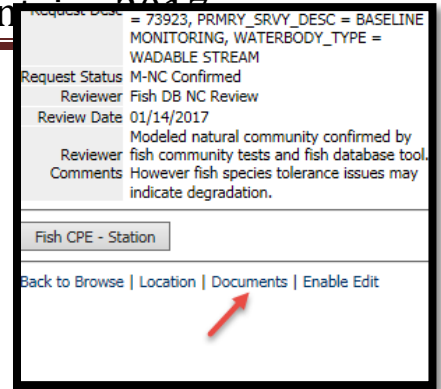 = 73923, PRMRY_SRVY_DESC = BASELINE
MONITORING, WATERBODY_TYPE =
WADABLE STREAM
Request Status M-NC Confirmed
Reviewer Fish DB NC Review
Review Date 01/14/2017
Modeled natural community confirmed by
Reviewer fish community tests and fish database tool.
Comments However fish species tolerance issues may
indicate degradation.
Fish CPE - Station
Back to Browse | Location | Documents | Enable Edit